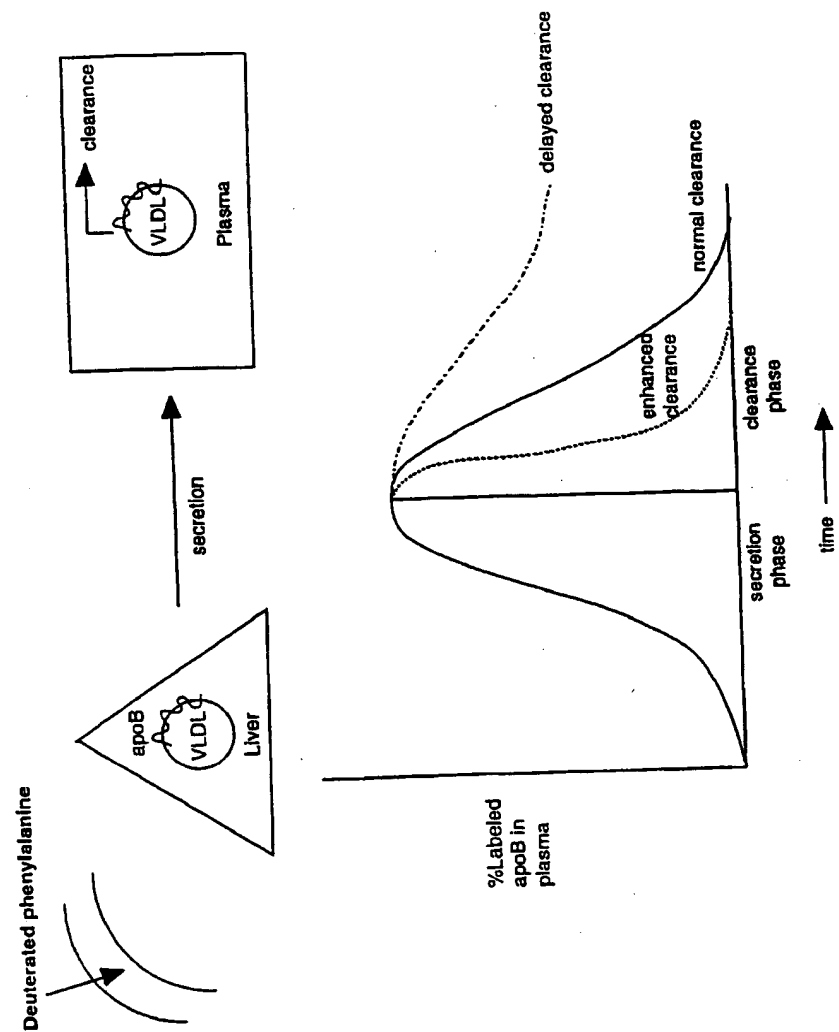 Deuterated phenylalanine
apoB
VLDL
Liver
secretion
clearance
VLDL
Plasma
%Labeled
apoB in
plasma
delayed clearance
normal clearance
enhanced
clearance
secretion
phase
clearance
phase
time